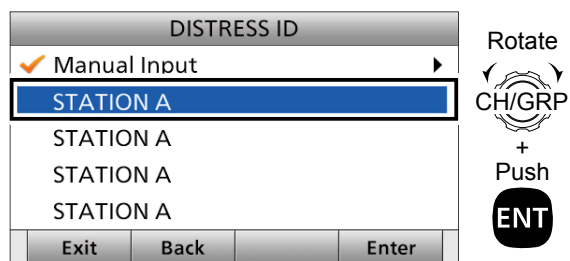 DISTRESS ID
Manual Input
STATION A
STATION A
STATION A
STATION A
Exit Back Enter
Rotate
CH/GRP
+
Push
ENT